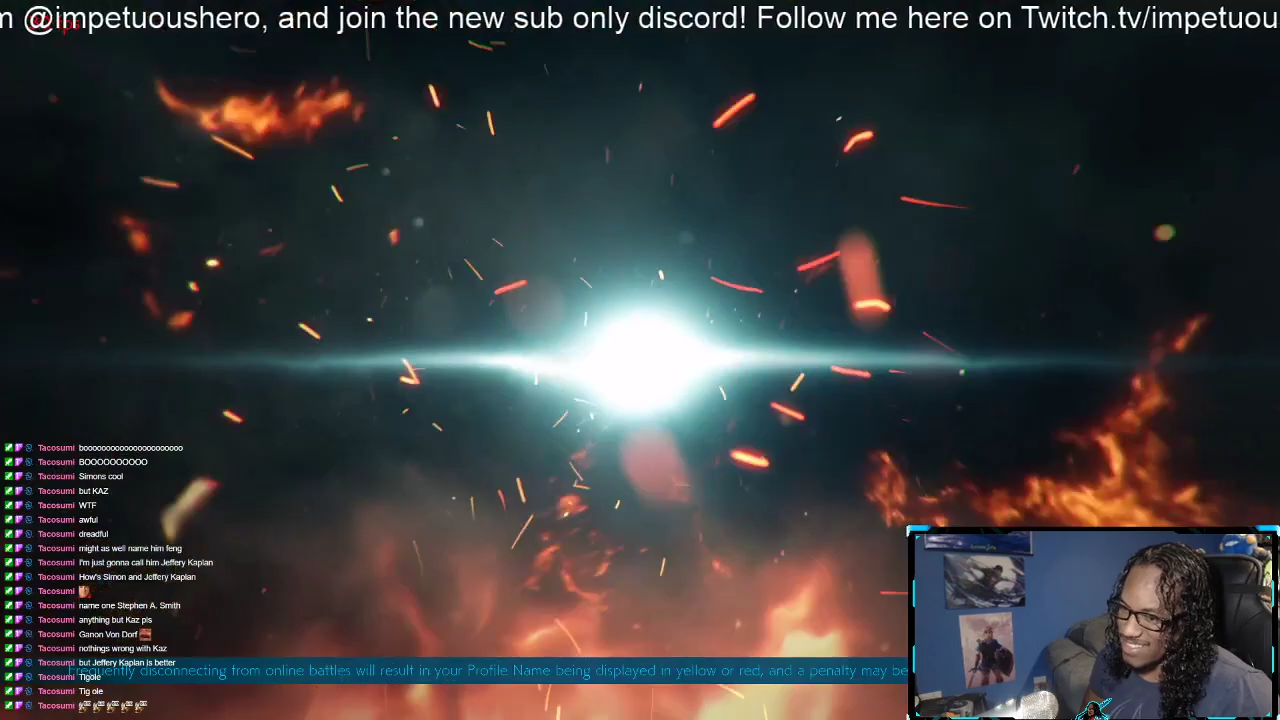 @impetuoushero, and join the new sub only discord! Follow me here on Twitch.tv/impetuou
Tacosumi boooooooooooooooooooooo
Tacosumi BOOOOOOOOOO
Tacosumi Simons cool
Tacosumi but KAZ
Tacosumi WTF
Tacosumi awful
Tacosumi dreadful
Tacosumi might as well name him feng
Tacosumi I'm just gonna call him Jeffery Kaplan
Tacosumi How's Simon and Jeffery Kaplan
Tacosumi
Tacosumi name one Stephen A. Smith
Tacosumi anything but Kaz pls
Tacosumi Ganon Von Dorf
Tacosumi nothings wrong with Kaz
Tacosumi but Jeffery Kaplan is better
Frequently disconnecting from online battles will result in your Profile Name being displayed in yellow or red, and a penalty may be
Tacosumi Tigole
Tacosumi Tig ole
Tacosumi